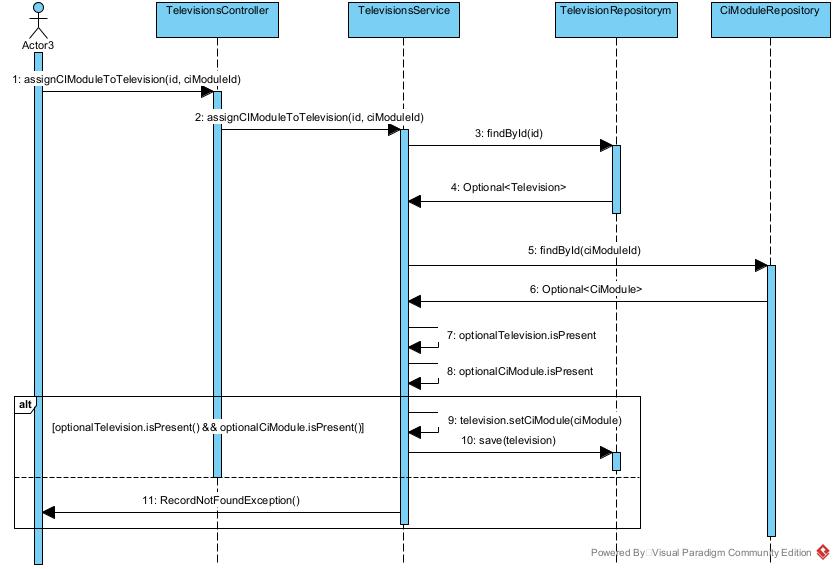 TelevisionsController
TelevisionsService
TelevisionRepositorym
CiModuleRepository
Actor3
1: assignCIModuleToTelevision(id, ciModuleId)
2: assignCIModuleToTelevision(id, ciModuleId)
3: findById(id)
4: Optional<Television>
5: findById(ciModuleId)
6: Optional<CiModule>
7: optionalTelevision.isPresent
8: optionalCiModule.isPresent
alt
9: television.setCiModule(ciModule)
[optionalTelevision.isPresent() && optionalCiModule.isPresent()]
10: save(television)
11: RecordNotFoundException()
Powered By Visual Paradigm Community Edition